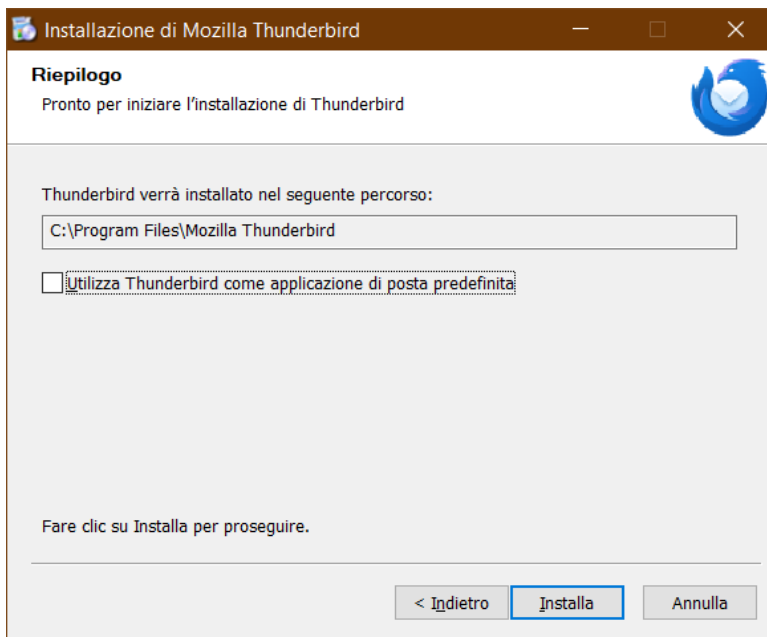 Installazione di Mozilla Thunderbird
Riepilogo
Pronto per iniziare l'installazione di Thunderbird
Thunderbird verrà installato nel seguente percorso:
C:\Program Files\Mozilla Thunderbird
Utilizza Thunderbird come applicazione di posta predefinita
Fare clic su Installa per proseguire.
< Indietro Installa Annulla